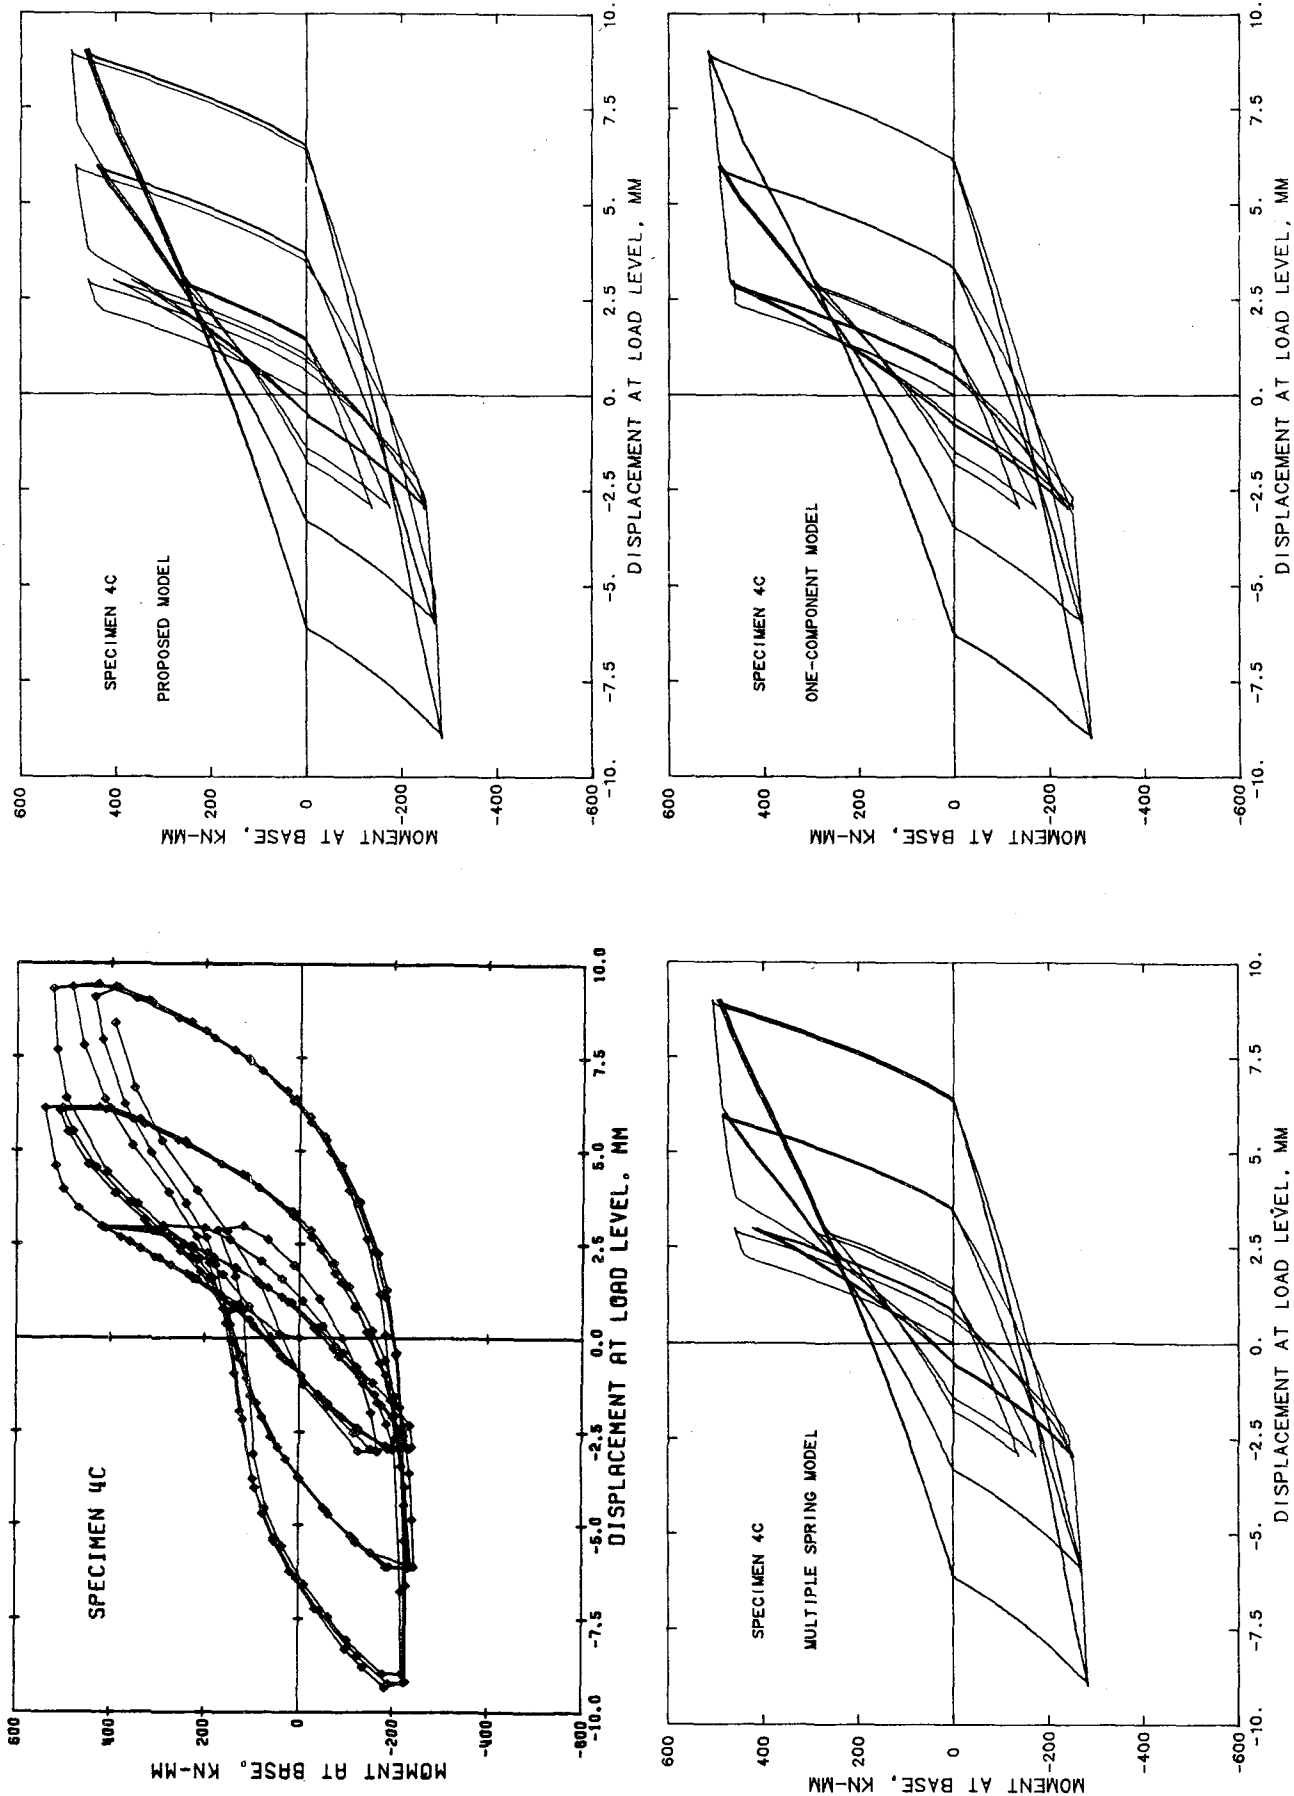 SPECIMEN 4C
600
400
200
0
-200
-400
-600
MOMENT AT BASE, KN-MM
-10.0 -7.5 -5.0 -2.5 0.0 2.5 5.0 7.5 10.0
DISPLACEMENT AT LOAD LEVEL, MM
SPECIMEN 4C
PROPOSED MODEL
600
400
200
0
-200
-400
-600
MOMENT AT BASE, KN-MM
-10. -7.5 -5. -2.5 0. 2.5 5. 7.5 10.
DISPLACEMENT AT LOAD LEVEL, MM
SPECIMEN 4C
MULTIPLE SPRING MODEL
600
400
200
0
-200
-400
-600
MOMENT AT BASE, KN-MM
-10. -7.5 -5. -2.5 0. 2.5 5. 7.5 10.
DISPLACEMENT AT LOAD LEVEL, MM
SPECIMEN 4C
ONE-COMPONENT MODEL
600
400
200
0
-200
-400
-600
MOMENT AT BASE, KN-MM
-10. -7.5 -5. -2.5 0. 2.5 5. 7.5 10.
DISPLACEMENT AT LOAD LEVEL, MM